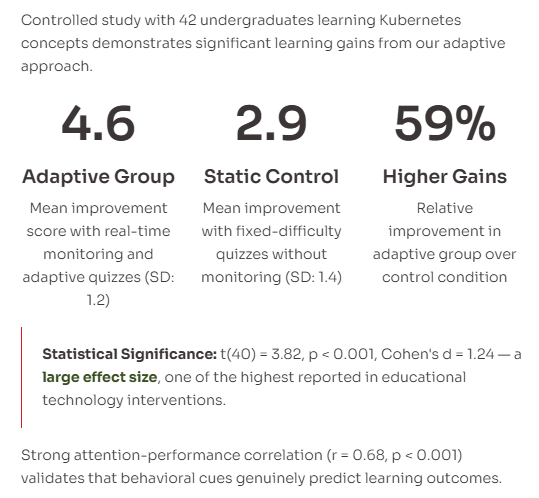 Controlled study with 42 undergraduates learning Kubernetes
concepts demonstrates significant learning gains from our adaptive
approach.
4.6
2.9
59%
Adaptive Group
Static Control
Higher Gains
Mean improvement
score with real-time
monitoring and
adaptive quizzes (SD:
1.2)
Mean improvement
with fixed-difficulty
quizzes without
monitoring (SD: 1.4)
Relative
improvement in
adaptive group over
control condition
Statistical Significance: t(40) = 3.82, p < 0.001, Cohen's d = 1.24 — a
large effect size, one of the highest reported in educational
technology interventions.
Strong attention-performance correlation (r = 0.68, p < 0.001)
validates that behavioral cues genuinely predict learning outcomes.